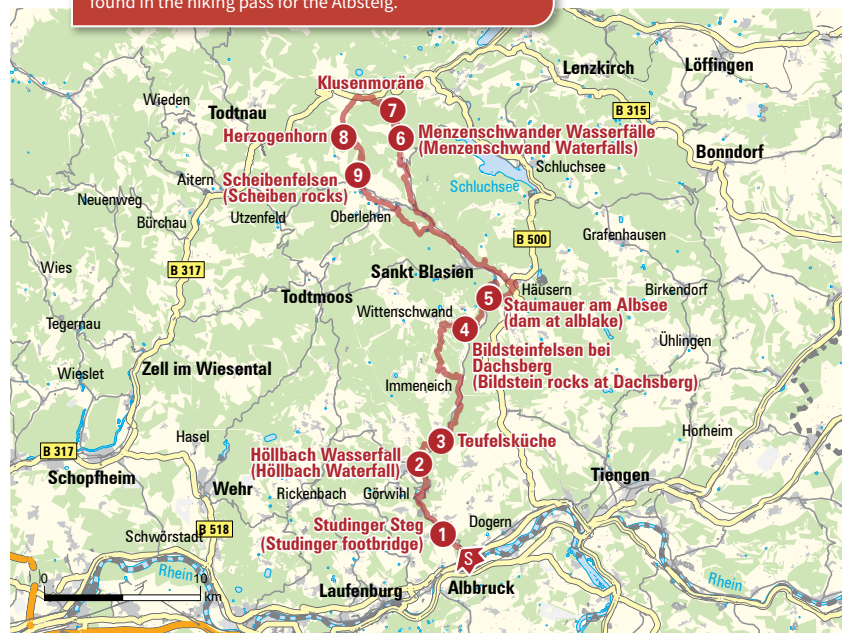 found in the hiking pass for the Albsteig.
Lenzkirch
Löffingen
Klusenmoräne
Wieden
Todtnau
B 315
7
8
6
Herzogenhorn
Menzenschwander Wasserfälle
(Menzenschwand Waterfalls)
Bonndorf
9
Scheibenfelsen
(Scheiben rocks)
Schluchsee
Schluchsee
Aitern
Neuenweg
Bürchau
Utzenfeld
Oberlehen
B 500
Grafenhausen
Wies
B 317
Sankt Blasien
Todtmoos
Häusern
Birkendorf
5
Staumauer am Albsee
(dam at alblake)
Wittenschwand
4
Tegernau
Ühlingen
Bildsteinfelsen bei
Dachsberg
(Bildstein rocks at Dachsberg)
Wieslet
Zell im Wiesental
Immeneich
Hasel
3
Teufelsküche
Horheim
B 317
Höllbach Wasserfall
(Höllbach Waterfall)
2
Schopfheim
Wehr
Rickenbach
Görwihl
Tiengen
Studinger Steg
(Studinger footbridge)
1
Dogern
Schwörstadt
B 518
S
Rhein
Laufenburg
Albbruck
Rhein
0
10
km